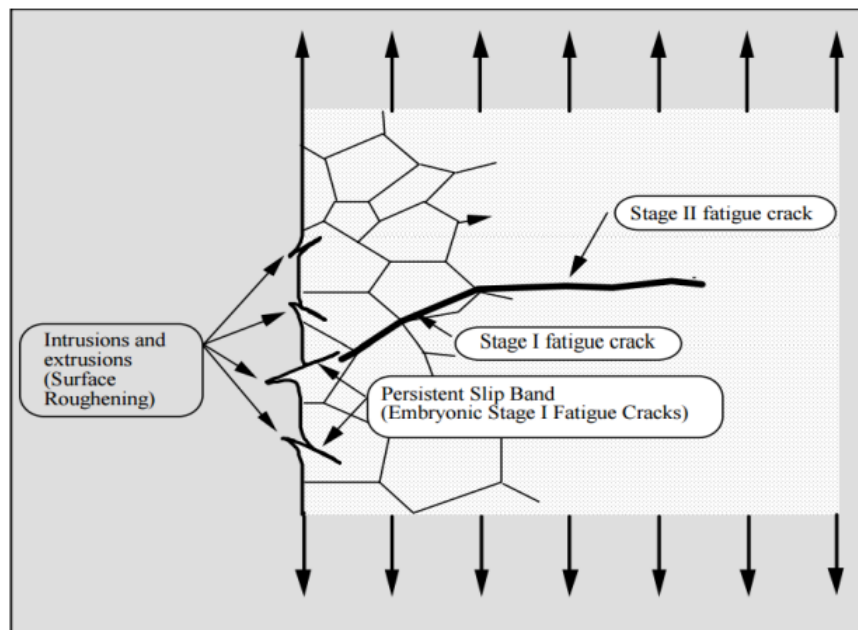 Stage II fatigue crack
Intrusions and
extrusions
(Surface
Roughening)
Stage I fatigue crack
Persistent Slip Band
(Embryonic Stage I Fatigue Cracks)